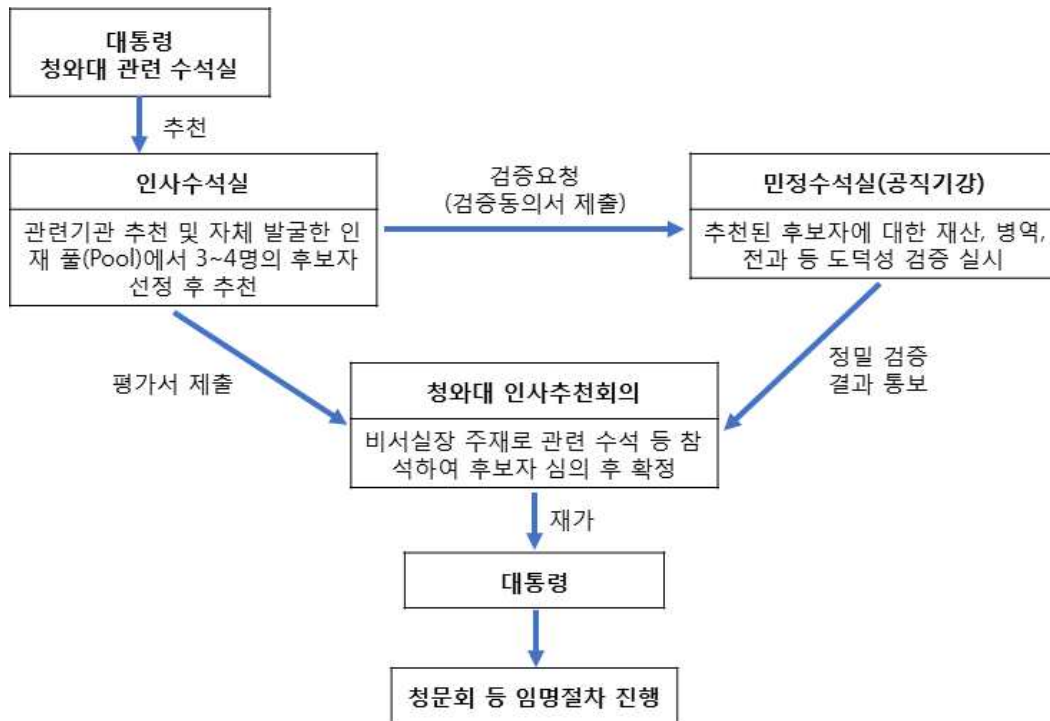 대통령
청와대 관련 수석실
추천
인사수석실
관련기관 추천 및 자체 발굴한 인
재 풀(Pool)에서 3~4명의 후보자
선정 후 추천
검증요청
(검증동의서 제출)
민정수석실(공직기강)
추천된 후보자에 대한 재산, 병역,
전과 등 도덕성 검증 실시
평가서 제출
정밀 검증
결과 통보
청와대 인사추천회의
비서실장 주재로 관련 수석 등 참
석하여 후보자 심의 후 확정
재가
대통령
청문회 등 임명절차 진행